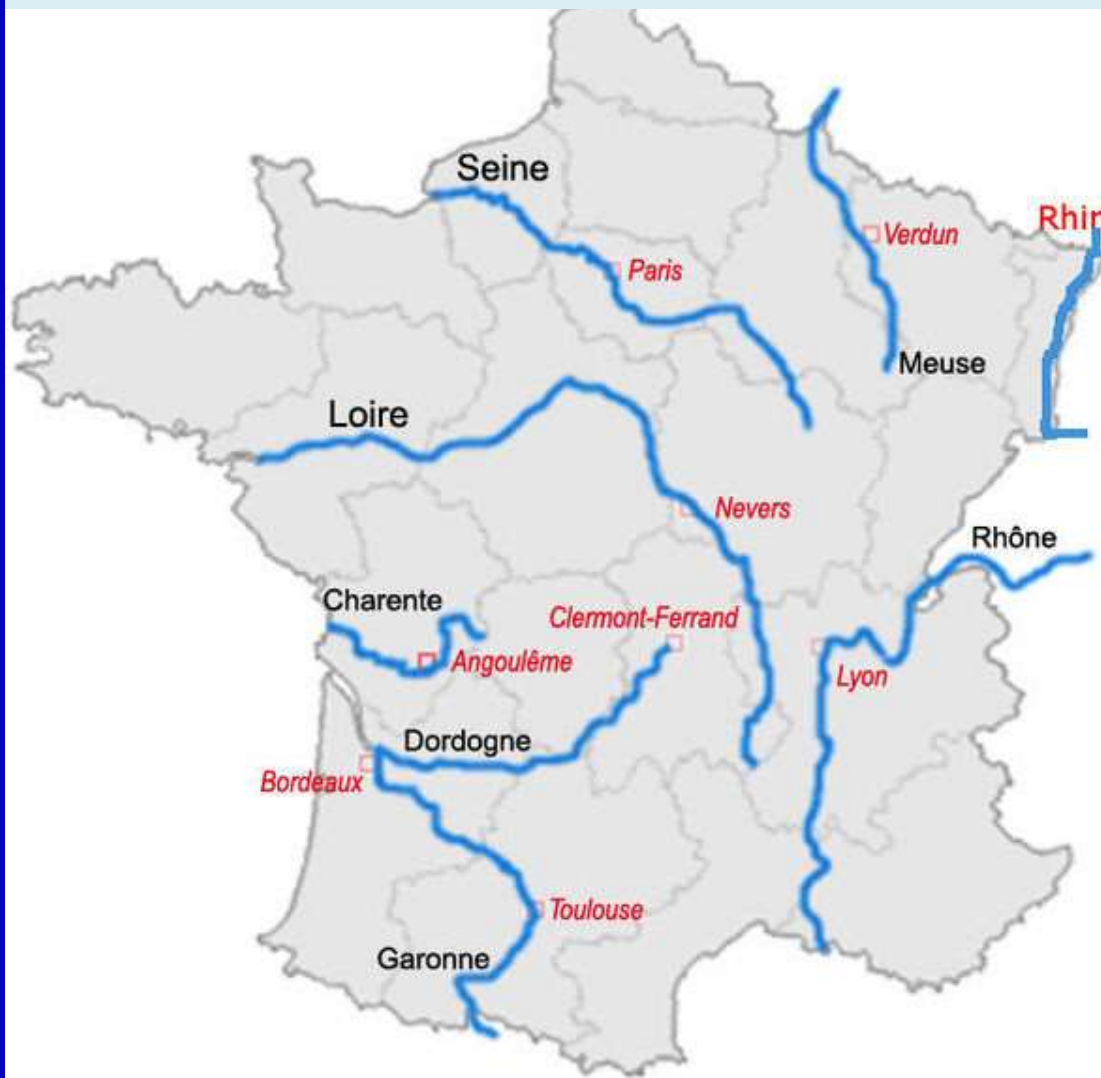 Seine
Rhin
Verdun
Paris
Meuse
Loire
Nevers
Rhône
Charente
Clermont-Ferrand
Angoulême
Lyon
Dordogne
Bordeaux
Toulouse
Garonne